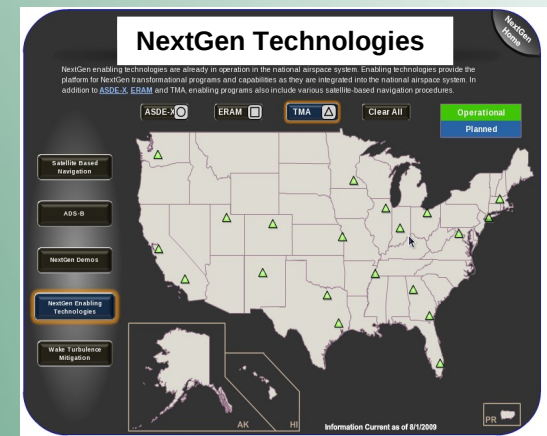 NextGen Technologies
NextGen
Home
NextGen enabling technologies are already in operation in the national airspace system. Enabling technologies provide the
platform for NextGen transformational programs and capabilities as they are integrated into the national airspace system. In
addition to ASDE-X, ERAM and TMA, enabling programs also include various satellite-based navigation procedures.
ASDE-X
ERAM
TMA
Clear All
Operational
Planned
Satellite Based
Navigation
ADS-B
NextGen Demos
NextGen Enabling
Technologies
Wake Turbulence
Mitigation
AK
HI
Information Current as of 8/1/2009
PR